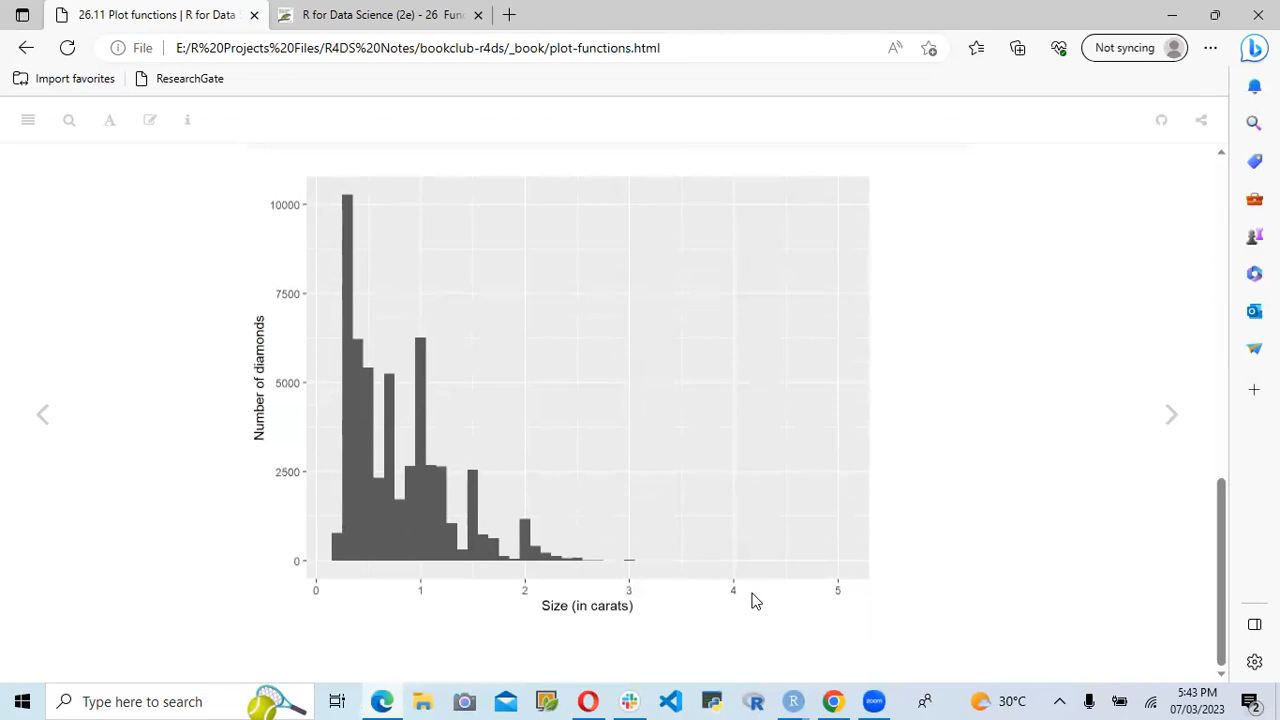 26.11 Plot functions | R for Data
R for Data Science (2e) - 26 Func
File
E:/R%20Projects%20Files/R4DS%20Notes/bookclub-r4ds/_book/plot-functions.html
Not syncing
Import favorites
ResearchGate
10000
7500
5000
2500
0
Number of diamonds
0 1 2 3 4 5
Size (in carats)
Type here to search
30°C
5:43 PM
07/03/2023
2